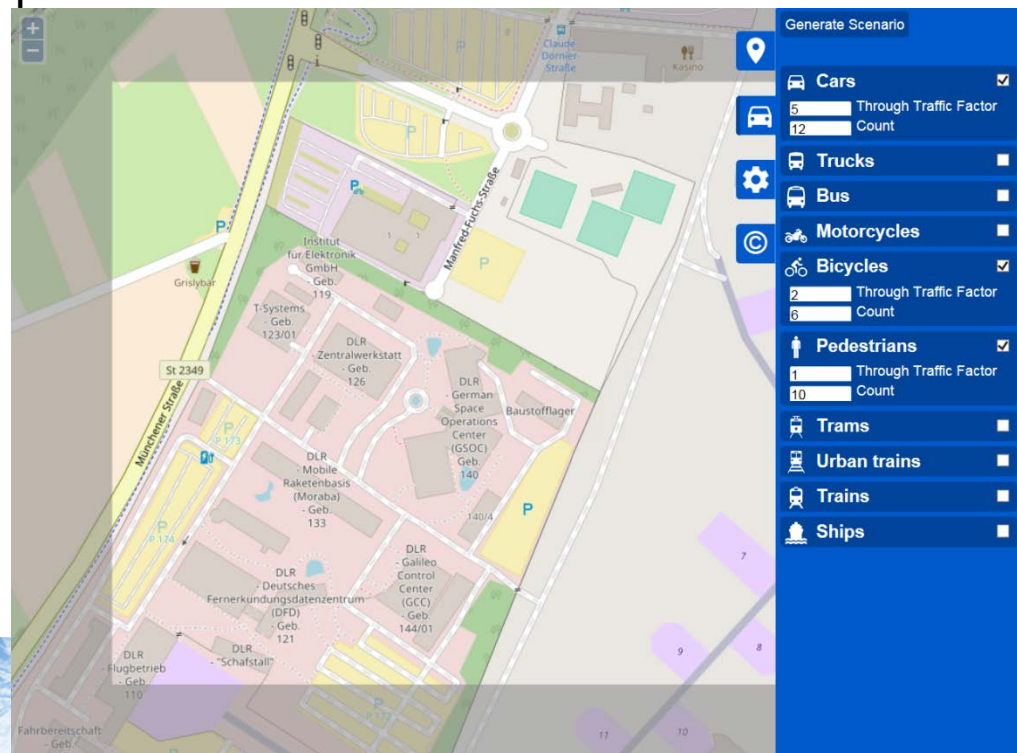 +
−
Claude
Dornier-
Straße
Kasino
i
P
P
P
P
Manfred-Fuchs-Straße
1
1
P
Grislybar
Institut
für Elektronik
GmbH
- Geb.
119
T-Systems
- Geb.
123/01
DLR
- Zentralwerkstatt
- Geb.
126
DLR
- German
Space
Operations
Center
(GSOC)
Geb.
140
Baustofflager
St 2349
Münchener Straße
P
P 173
DLR
- Mobile
Raketenbasis
(Moraba)
- Geb.
133
140/4
P
P
P 174
DLR
- Galileo
Control
Center
(GCC)
- Geb.
144/01
DLR
- Deutsches
Fernerkundungsdatenzentrum
(DFD)
- Geb.
121
DLR
- "Schafstall"
DLR
- Flugbetrieb
- Geb.
110
Fahrbereitschaft
- Geb.
P
P 172
7
8
9
10
11
©
Generate Scenario
Cars
5 Through Traffic Factor
12 Count
Trucks
Bus
Motorcycles
Bicycles
2 Through Traffic Factor
6 Count
Pedestrians
1 Through Traffic Factor
10 Count
Trams
Urban trains
Trains
Ships